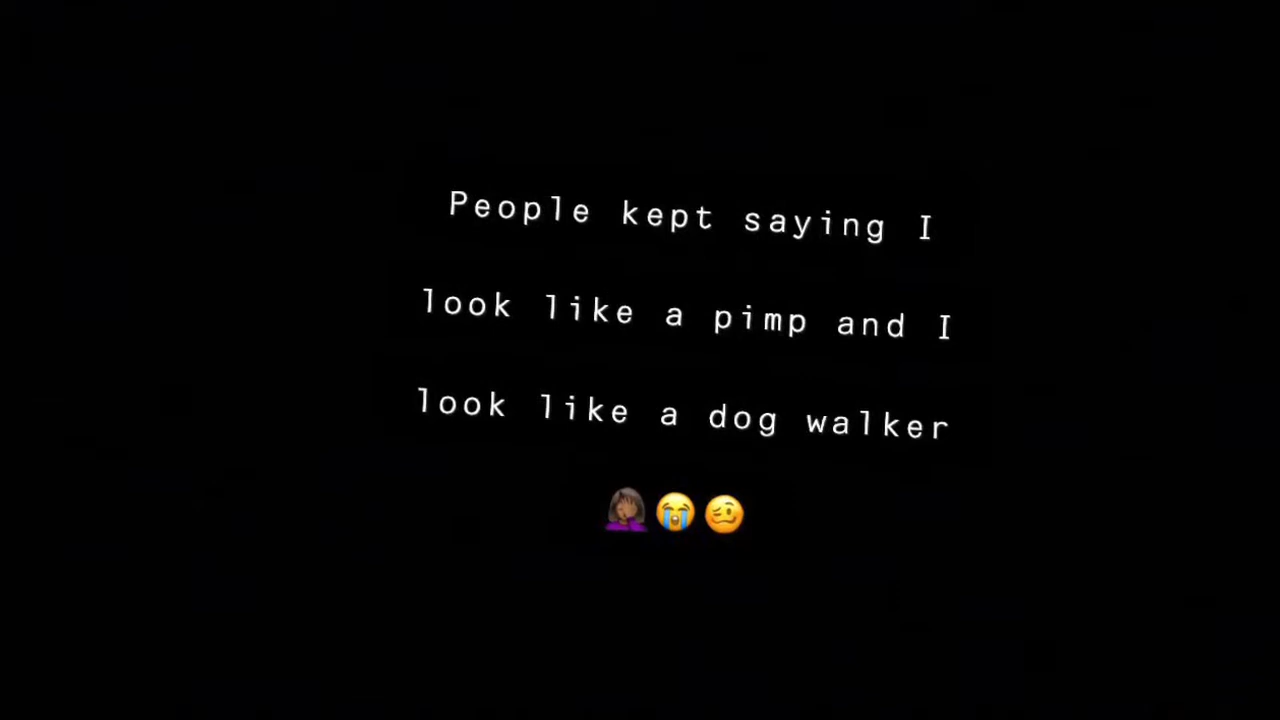 People kept saying I
look like a pimp and I
look like a dog walker
🤦🏾‍♀️😭🥴